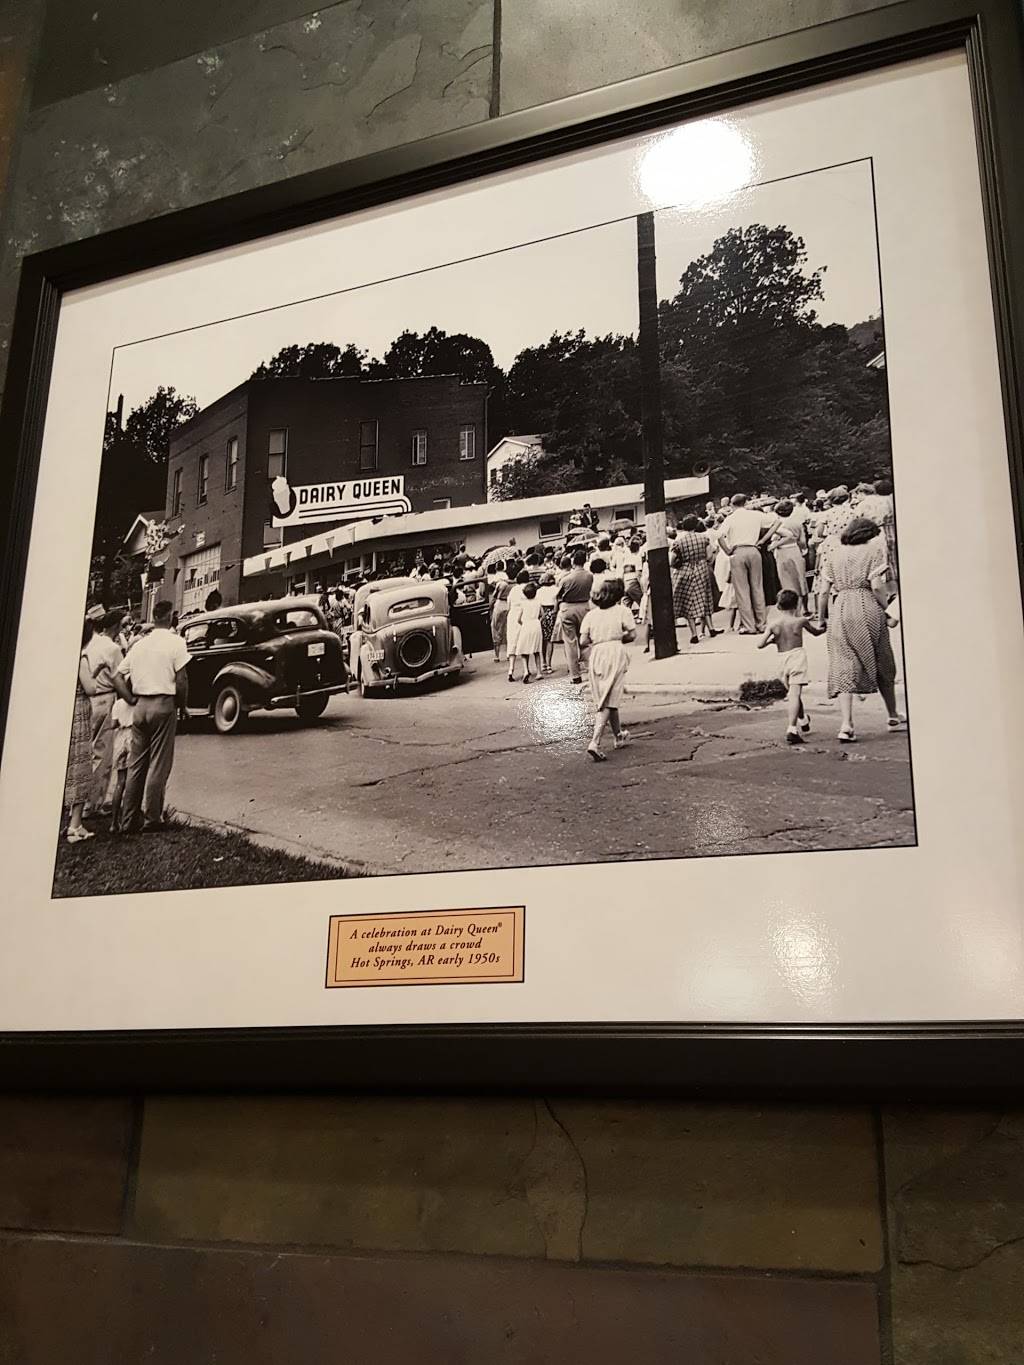 DAIRY QUEEN
A celebration at Dairy Queen®
always draws a crowd
Hot Springs, AR early 1950s